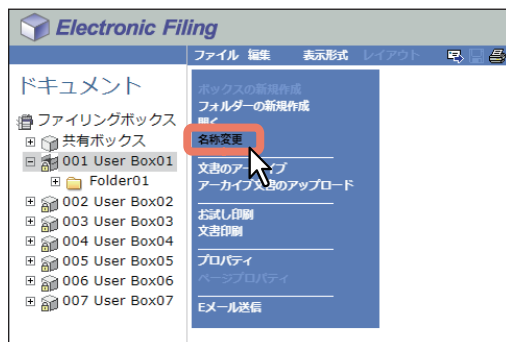 Electronic Filing
ファイル 編集 表示形式 レイアウト
ドキュメント
ファイリングボックス
共有ボックス
001 User Box01
Folder01
002 User Box02
003 User Box03
004 User Box04
005 User Box05
006 User Box06
007 User Box07
ボックスの新規作成
フォルダーの新規作成
開く
名称変更
文書のアーカイブ
アーカイブ文書のアップロード
お試し印刷
文書印刷
プロパティ
ページプロパティ
Eメール送信